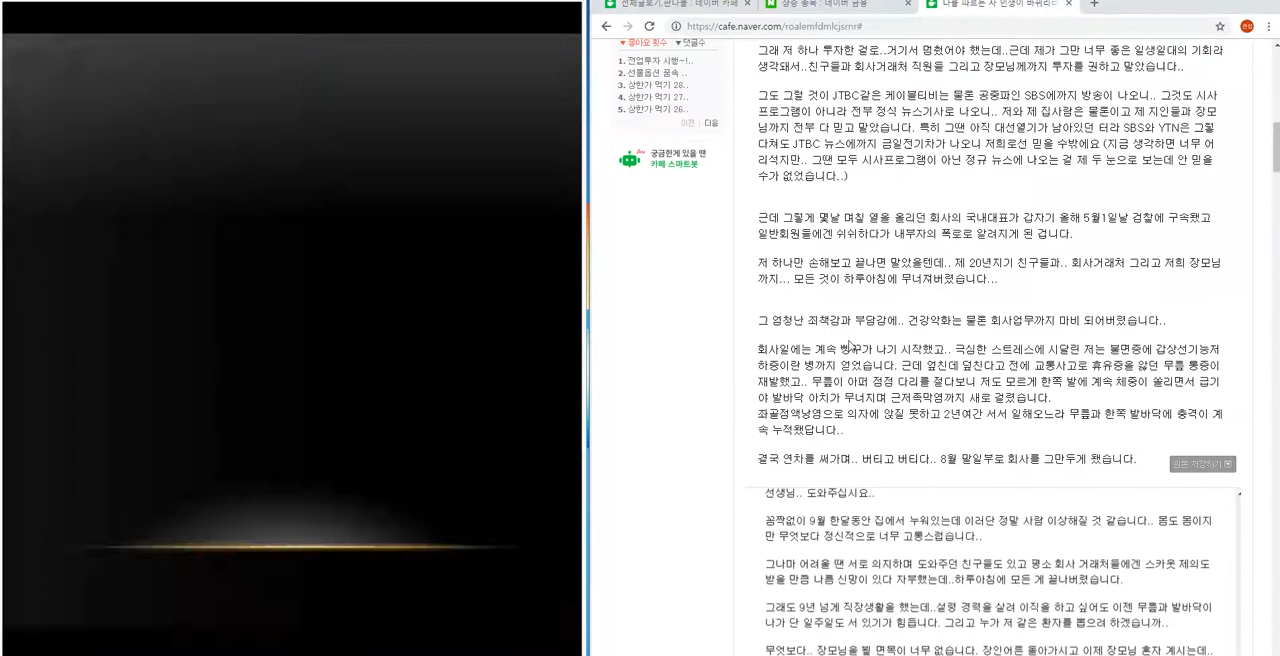 전체글보기,판다볼 : 네이버 카페
상승 종목 : 네이버 금융
나를 따르는 자 인생이 바뀌리라
https://cafe.naver.com/roalemfdmlcjsrnr#
▼좋아요 횟수 ▼댓글수
1. 전업투자 시행~!..
2. 선물옵션 꿈속 ..
3. 상한가 먹기 28..
4. 상한가 먹기 27..
5. 상한가 먹기 26..
이전 | 다음
궁금한게 있을 땐
카페 스마트봇
그래 저 하나 투자한 걸로..거기서 멈췄어야 했는데..근데 제가 그만 너무 좋은 일생일대의 기회라
생각돼서..친구들과 회사거래처 직원들 그리고 장모님께까지 투자를 권하고 말았습니다..
그도 그럴 것이 JTBC같은 케이블티비는 물론 공중파인 SBS에까지 방송이 나오니.. 그것도 시사
프로그램이 아니라 전부 정식 뉴스기사로 나오니.. 저와 제 집사람은 물론이고 제 지인들과 장모
님까지 전부 다 믿고 말았습니다. 특히 그땐 아직 대선열기가 남아있던 터라 SBS와 YTN은 그렇
다쳐도 JTBC 뉴스에까지 금일전기차가 나오니 저희로선 믿을 수밖에요 (지금 생각하면 너무 어
리석지만.. 그땐 모두 시사프로그램이 아닌 정규 뉴스에 나오는 걸 제 두 눈으로 보는데 안 믿을
수가 없었습니다..)
근데 그렇게 몇날 며칠 열을 올리던 회사의 국내대표가 갑자기 올해 5월1일날 검찰에 구속됐고
일반회원들에겐 쉬쉬하다가 내부자의 폭로로 알려지게 된 겁니다.
저 하나만 손해보고 끝나면 말았을텐데.. 제 20년지기 친구들과.. 회사거래처 그리고 저희 장모님
까지... 모든 것이 하루아침에 무너져버렸습니다...
그 엄청난 죄책감과 부담감에.. 건강악화는 물론 회사업무까지 마비 되어버렸습니다..
회사일에는 계속 빵꾸가 나기 시작했고.. 극심한 스트레스에 시달린 저는 불면증에 갑상선기능저
하증이란 병까지 얻었습니다. 근데 엎친데 덮친다고 전에 교통사고로 휴유증을 앓던 무릎 통증이
재발했고.. 무릎이 아퍼 점점 다리를 절다보니 저도 모르게 한쪽 발에 계속 체중이 쏠리면서 급기
야 발바닥 아치가 무너지며 근저족막염까지 새로 걸렸습니다.
좌골점액낭염으로 의자에 앉질 못하고 2년여간 서서 일해오느라 무릎과 한쪽 발바닥에 충격이 계
속 누적됐답니다..
결국 연차를 써가며.. 버티고 버티다.. 8월 말일부로 회사를 그만두게 됐습니다.
원본 저장하기
선생님.. 도와주십시요..
꼼짝없이 9월 한달동안 집에서 누워있는데 이러단 정말 사람 이상해질 것 같습니다.. 몸도 몸이지
만 무엇보다 정신적으로 너무 고통스럽습니다..
그나마 어려울 땐 서로 의지하며 도와주던 친구들도 있고 평소 회사 거래처들에겐 스카웃 제의도
받을 만큼 나름 신망이 있다 자부했는데..하루아침에 모든 게 끝나버렸습니다.
그래도 9년 넘게 직장생활을 했는데..설령 경력을 살려 이직을 하고 싶어도 이젠 무릎과 발바닥이
나가 단 일주일도 서 있기가 힘듭니다. 그리고 누가 저 같은 환자를 뽑으려 하겠습니까..
무엇보다.. 장모님을 뵐 면목이 너무 없습니다. 장인어른 돌아가시고 이제 장모님 혼자 계시는데..